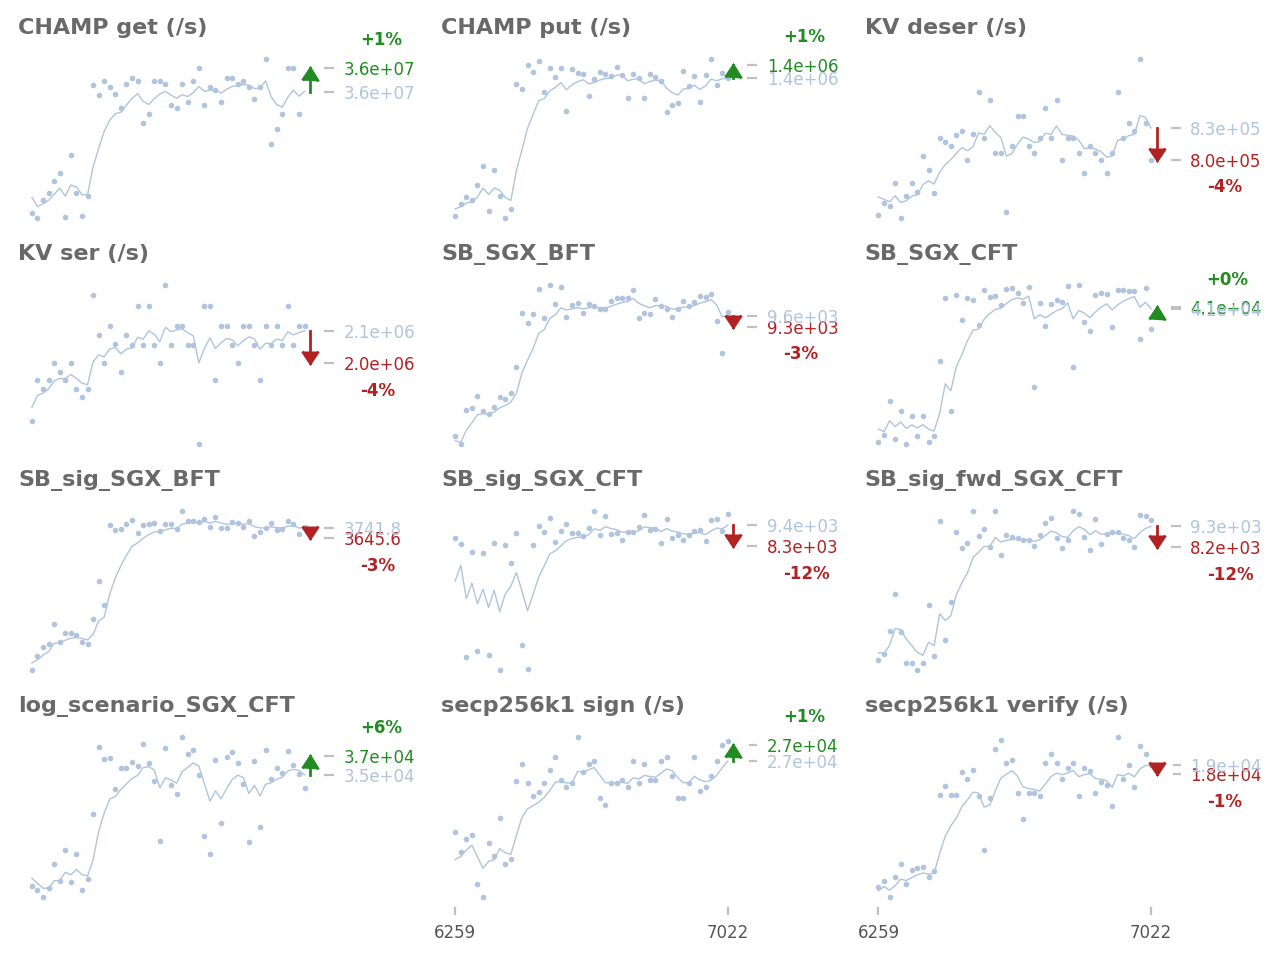 CHAMP get (/s)
+1%
3.6e+07
3.6e+07
CHAMP put (/s)
+1%
1.4e+06
1.4e+06
KV deser (/s)
8.3e+05
8.0e+05
-4%
KV ser (/s)
2.1e+06
2.0e+06
-4%
SB_SGX_BFT
9.6e+03
9.3e+03
-3%
SB_SGX_CFT
+0%
4.1e+04
4.1e+04
SB_sig_SGX_BFT
3741.8
3645.6
-3%
SB_sig_SGX_CFT
9.4e+03
8.3e+03
-12%
SB_sig_fwd_SGX_CFT
9.3e+03
8.2e+03
-12%
log_scenario_SGX_CFT
+6%
3.7e+04
3.5e+04
secp256k1 sign (/s)
+1%
2.7e+04
2.7e+04
6259
7022
secp256k1 verify (/s)
1.9e+04
1.8e+04
-1%
6259
7022